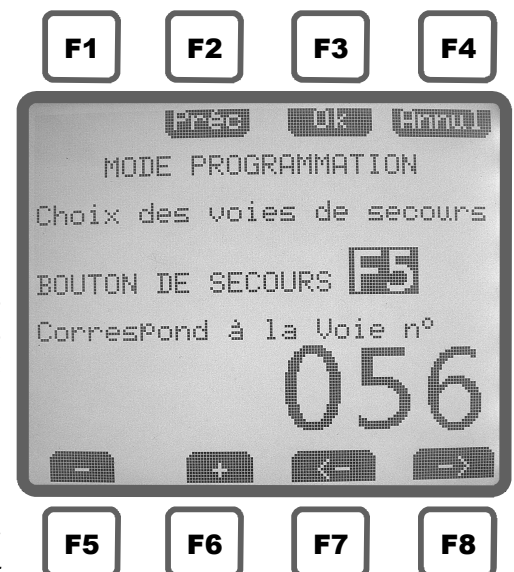 F1 F2 F3 F4
Préc Ok Annul
MODE PROGRAMMATION
Choix des voies de secours
BOUTON DE SECOURS F5
Correspond à la Voie n°
056
- + <- ->
F5 F6 F7 F8